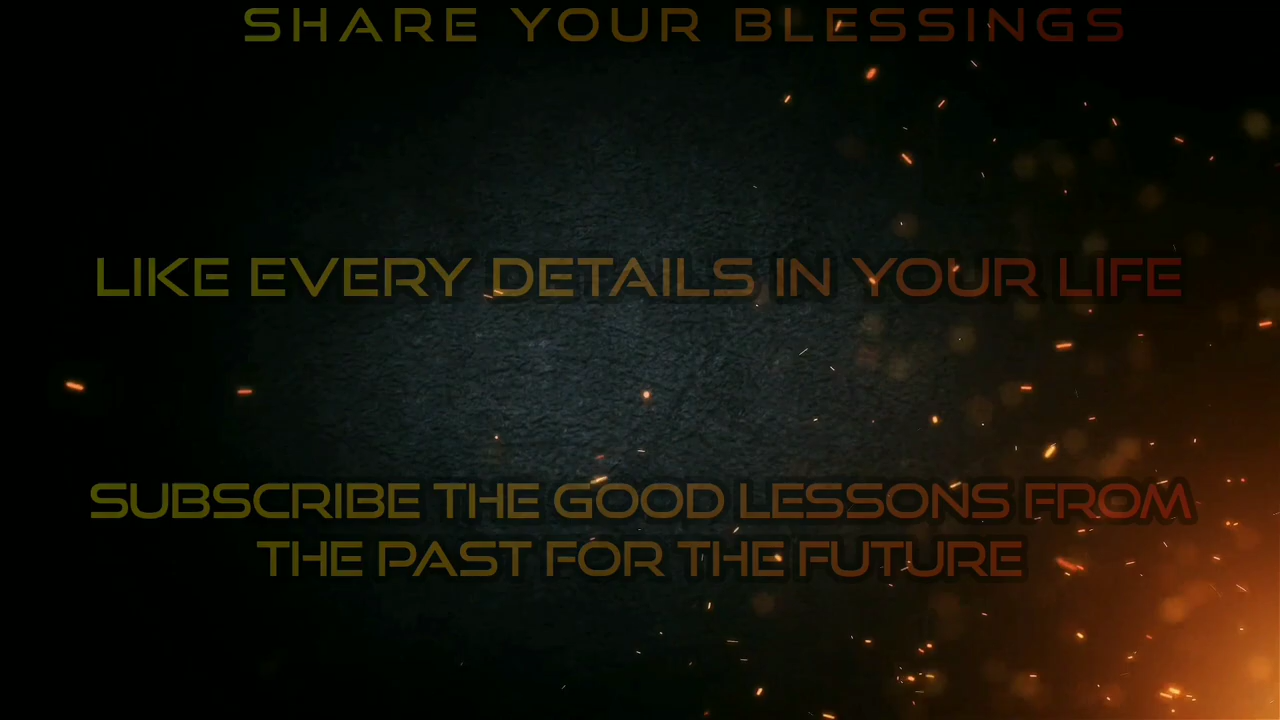 SHARE YOUR BLESSINGS
LIKE EVERY DETAILS IN YOUR LIFE
SUBSCRIBE THE GOOD LESSONS FROM
THE PAST FOR THE FUTURE